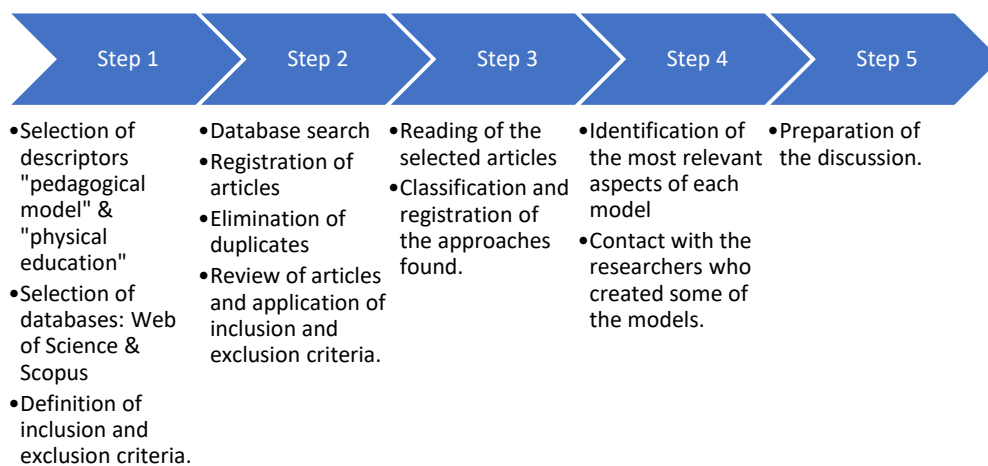 Step 1
•Selection of
descriptors
"pedagogical
model" &
"physical
education"
•Selection of
databases: Web
of Science &
Scopus
•Definition of
inclusion and
exclusion criteria.
Step 2
•Database search
•Registration of
articles
•Elimination of
duplicates
•Review of articles
and application of
inclusion and
exclusion criteria.
Step 3
•Reading of the
selected articles
•Classification and
registration of
the approaches
found.
Step 4
•Identification of
the most relevant
aspects of each
model
•Contact with the
researchers who
created some of
the models.
Step 5
•Preparation of
the discussion.